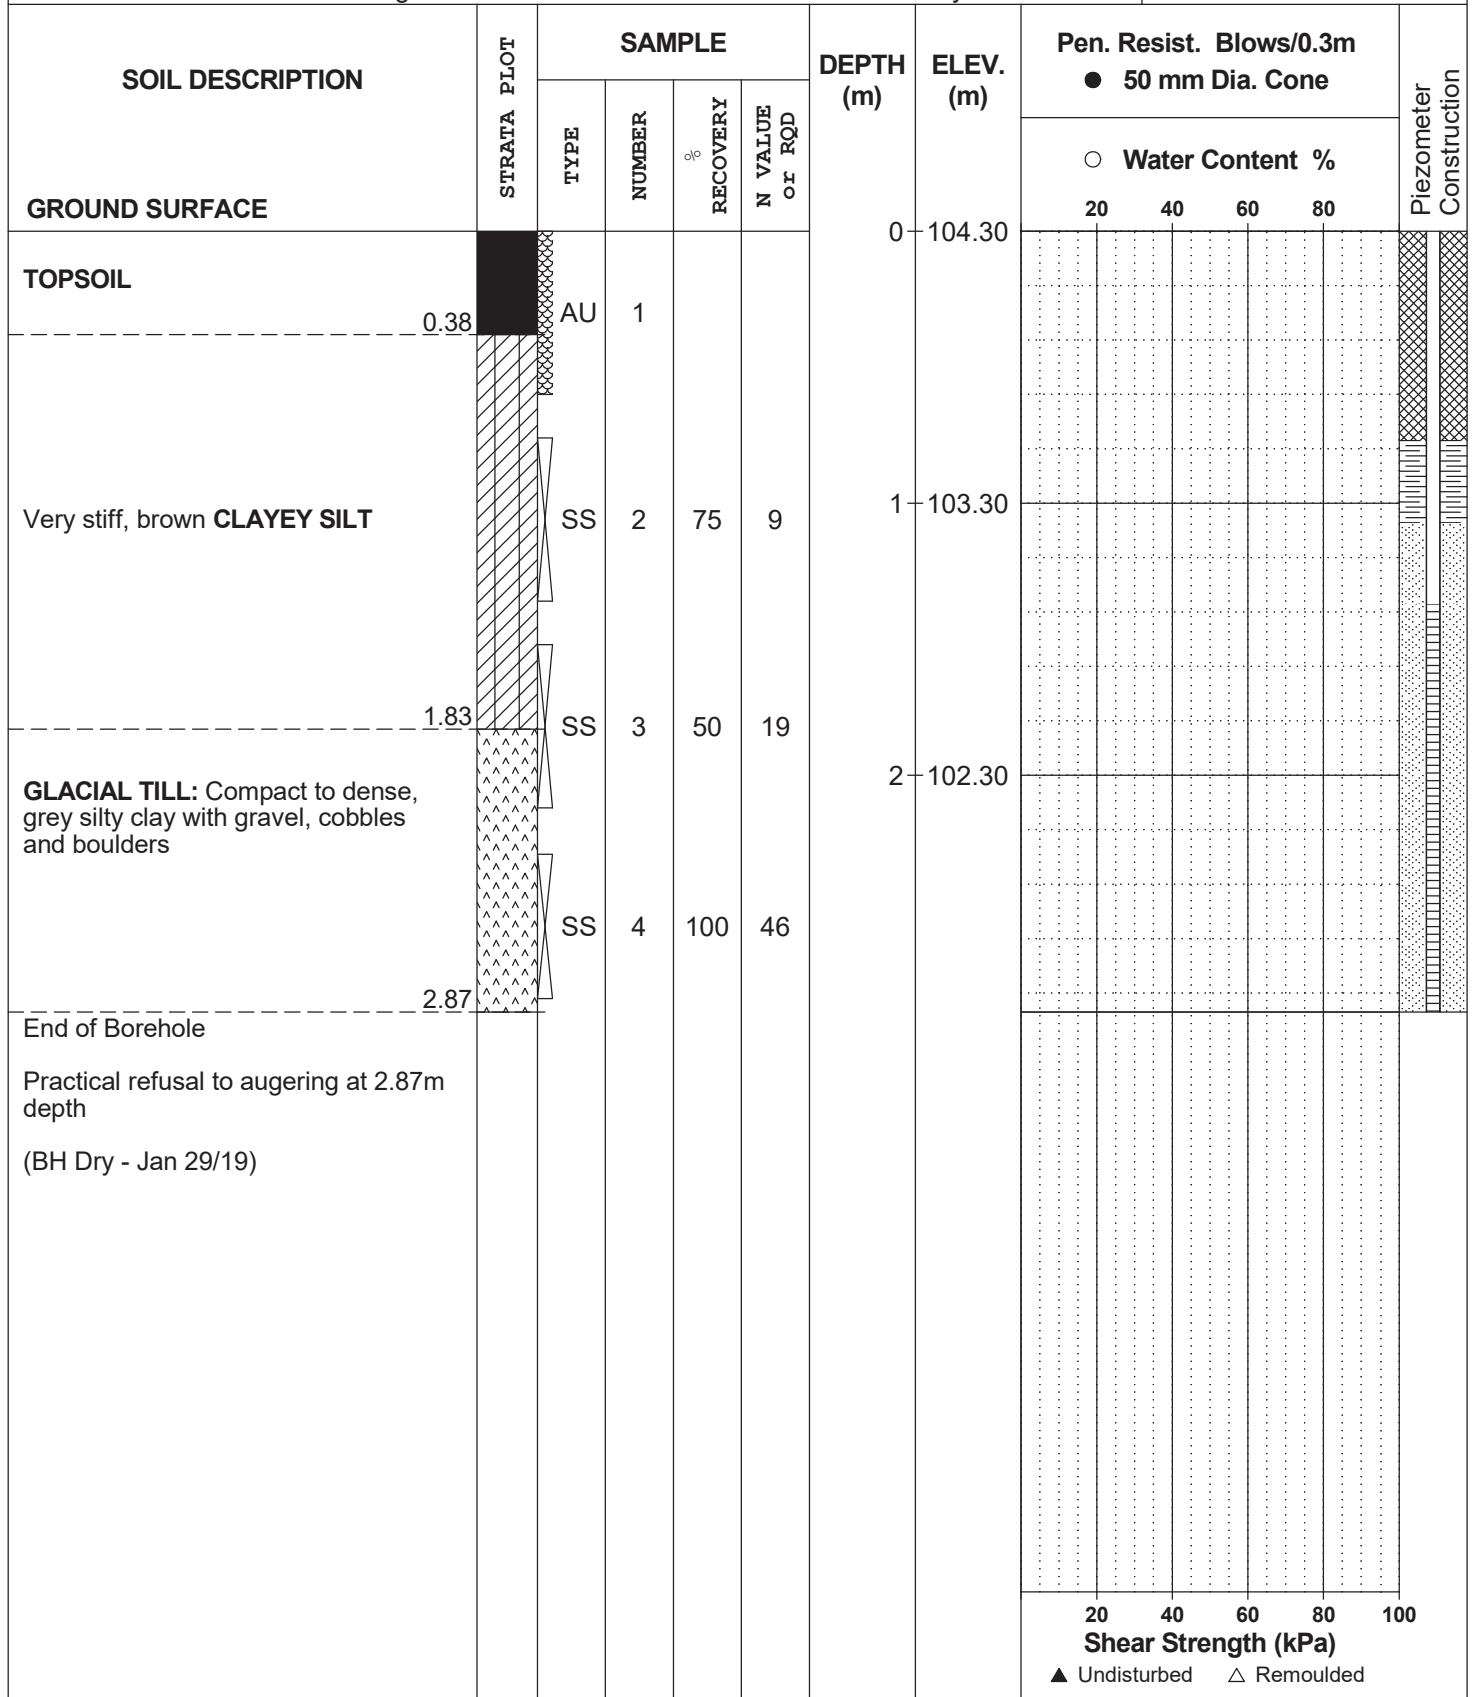 SOIL DESCRIPTION
GROUND SURFACE
STRATA PLOT
SAMPLE
TYPE
NUMBER
%
RECOVERY
N VALUE
or RQD
DEPTH
(m)
ELEV.
(m)
Pen. Resist. Blows/0.3m
● 50 mm Dia. Cone
○ Water Content %
20 40 60 80
Piezometer
Construction
0 104.30
TOPSOIL
0.38
AU 1
1 103.30
Very stiff, brown CLAYEY SILT
SS 2 75 9
1.83
SS 3 50 19
2 102.30
GLACIAL TILL: Compact to dense,
grey silty clay with gravel, cobbles
and boulders
SS 4 100 46
2.87
End of Borehole
Practical refusal to augering at 2.87m
depth
(BH Dry - Jan 29/19)
20 40 60 80 100
Shear Strength (kPa)
▲ Undisturbed △ Remoulded